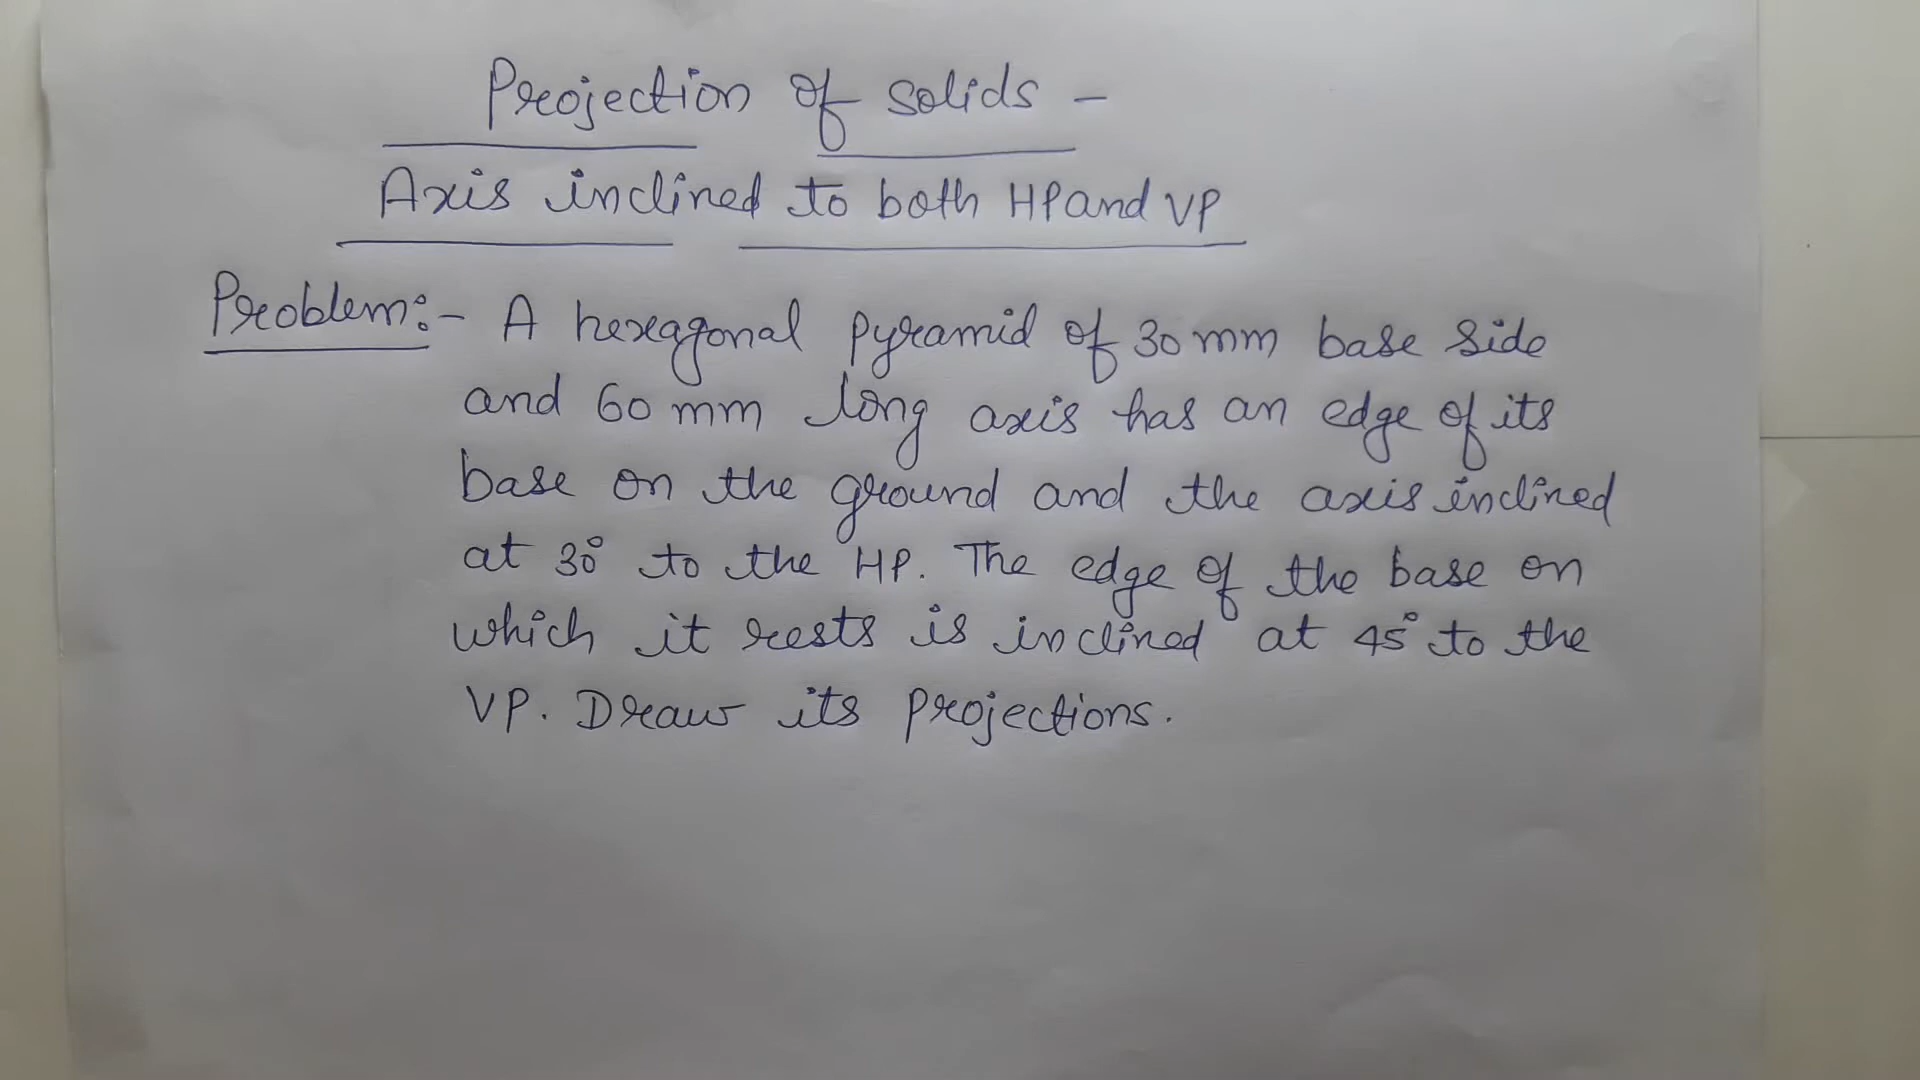 Projection of solids -
Axis inclined to both HP and VP
Problem:- A hexagonal pyramid of 30 mm base side
and 60 mm long axis has an edge of its
base on the ground and the axis inclined
at 30° to the HP. The edge of the base on
which it rests is inclined at 45° to the
VP. Draw its projections.